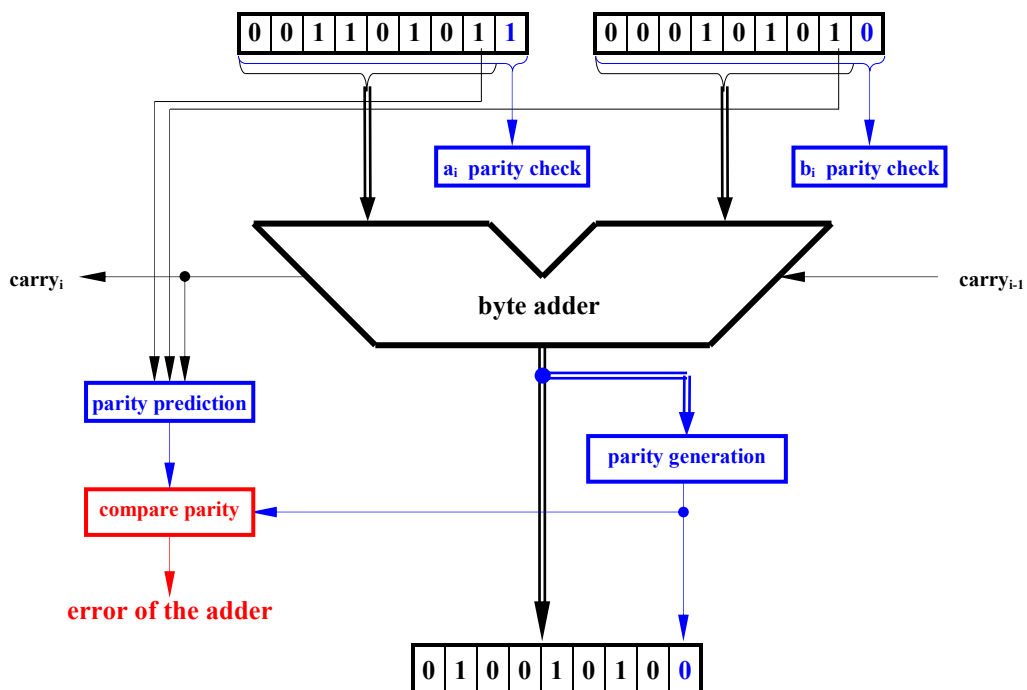 0 0 1 1 0 1 0 1 1 0 0 0 1 0 1 0 1 0
aᵢ parity check bᵢ parity check
carryᵢ carryᵢ₋₁
byte adder
parity prediction
parity generation
compare parity
error of the adder
0 1 0 0 1 0 1 0 0